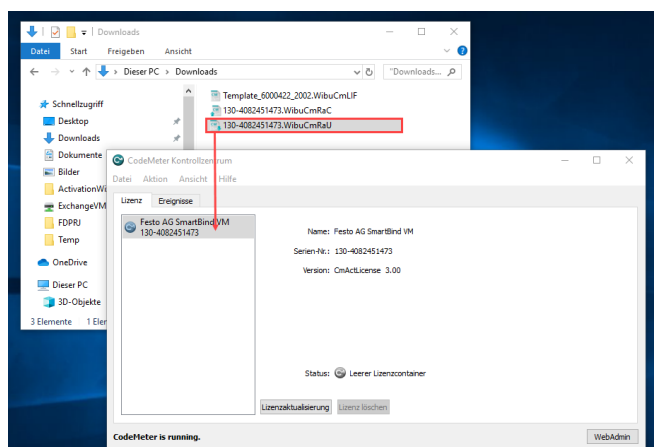 Downloads
Datei Start Freigeben Ansicht
Dieser PC > Downloads
"Downloads...
Schnellzugriff
Desktop
Downloads
Dokumente
Bilder
ActivationWi
ExchangeVM
FDPRJ
Temp
OneDrive
Dieser PC
3D-Objekte
3 Elemente 1 Eler
Template_6000422_2002.WibuCmLIF
130-4082451473.WibuCmRaC
130-4082451473.WibuCmRaU
CodeMeter Kontrollzentrum
Datei Aktion Ansicht Hilfe
Lizenz Ereignisse
Festo AG SmartBind VM
130-4082451473
Name: Festo AG SmartBind VM
Serien-Nr.: 130-4082451473
Version: CmActLicense 3.00
Status: Leerer Lizenzcontainer
Lizenzaktualisierung Lizenz löschen
CodeMeter is running.
WebAdmin